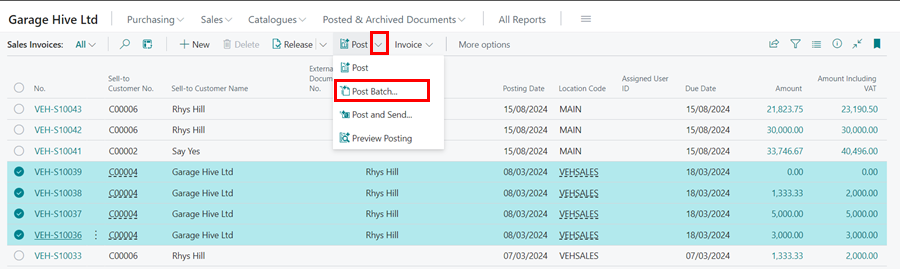 Garage Hive Ltd Purchasing Sales Catalogues Posted & Archived Documents All Reports
Sales Invoices: All + New Delete Release Post Invoice More options
No. Sell-to Customer No. Sell-to Customer Name Externa Docum No. Posting Date Location Code Assigned User ID Due Date Amount Amount Including VAT
Post
Post Batch...
Post and Send...
Preview Posting
VEH-S10043 C00006 Rhys Hill 15/08/2024 MAIN 15/08/2024 21,823.75 23,190.50
VEH-S10042 C00006 Rhys Hill 15/08/2024 MAIN 15/08/2024 30,000.00 30,000.00
VEH-S10041 C00002 Say Yes 15/08/2024 MAIN 15/08/2024 33,746.67 40,496.00
VEH-S10039 C00004 Garage Hive Ltd Rhys Hill 08/03/2024 VEHSALES 18/03/2024 0.00 0.00
VEH-S10038 C00004 Garage Hive Ltd Rhys Hill 08/03/2024 VEHSALES 18/03/2024 1,333.33 2,000.00
VEH-S10037 C00004 Garage Hive Ltd Rhys Hill 08/03/2024 VEHSALES 18/03/2024 5,000.00 5,000.00
VEH-S10036 C00004 Garage Hive Ltd Rhys Hill 08/03/2024 VEHSALES 18/03/2024 3,000.00 3,000.00
VEH-S10033 C00006 Rhys Hill 07/03/2024 VEHSALES 07/03/2024 1,333.33 2,000.00